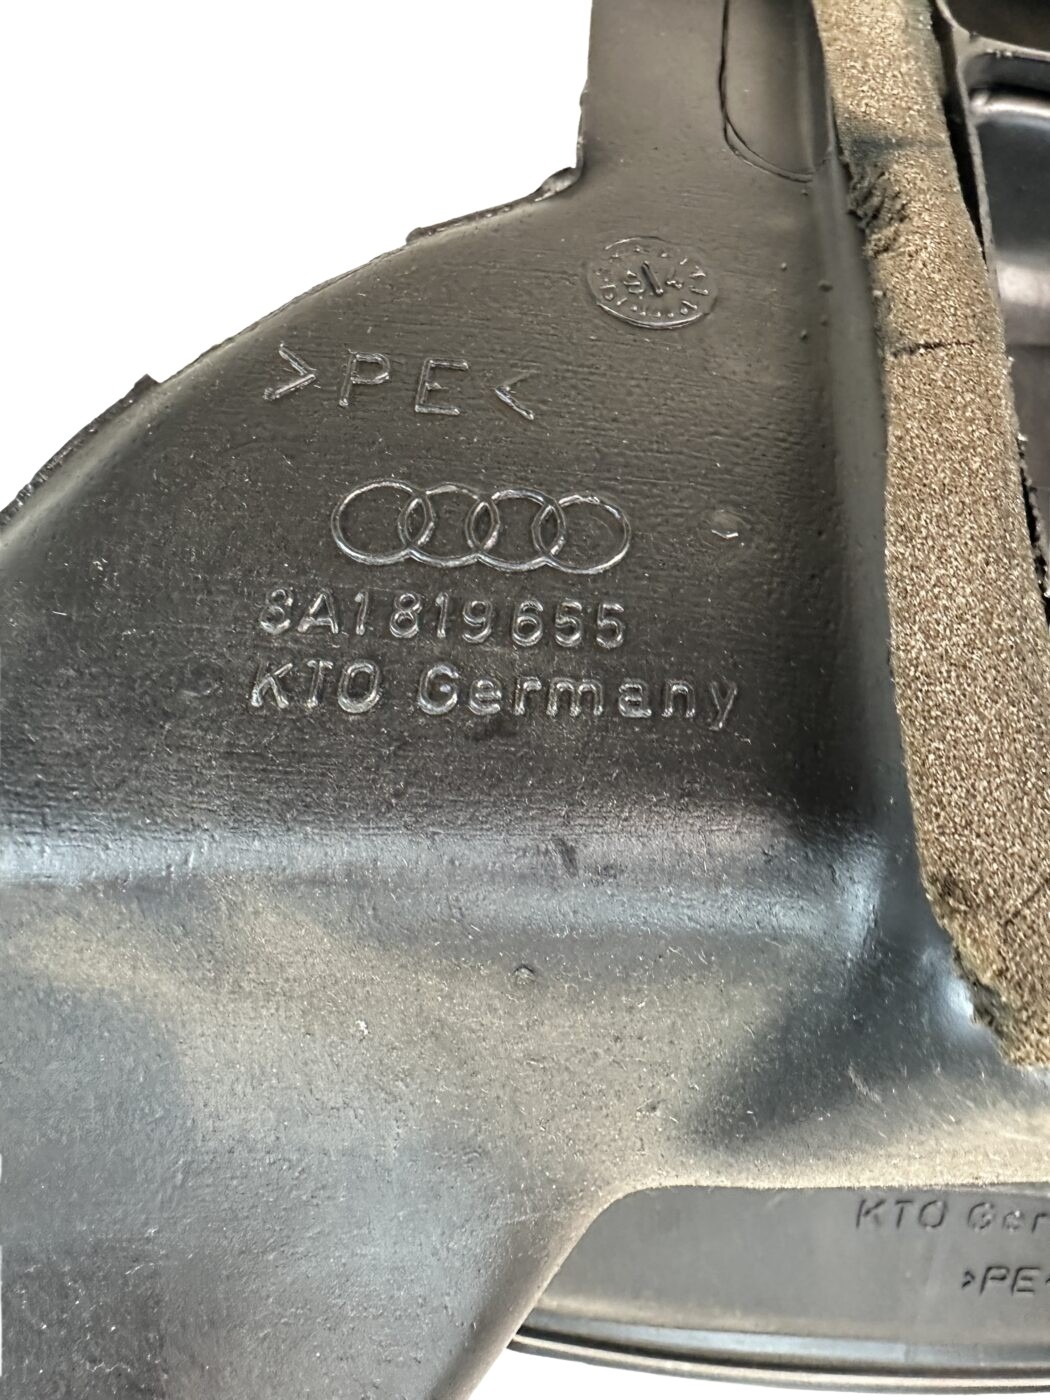 >PE<
8A1819655
KTO Germany
KTO Ger
>PE<